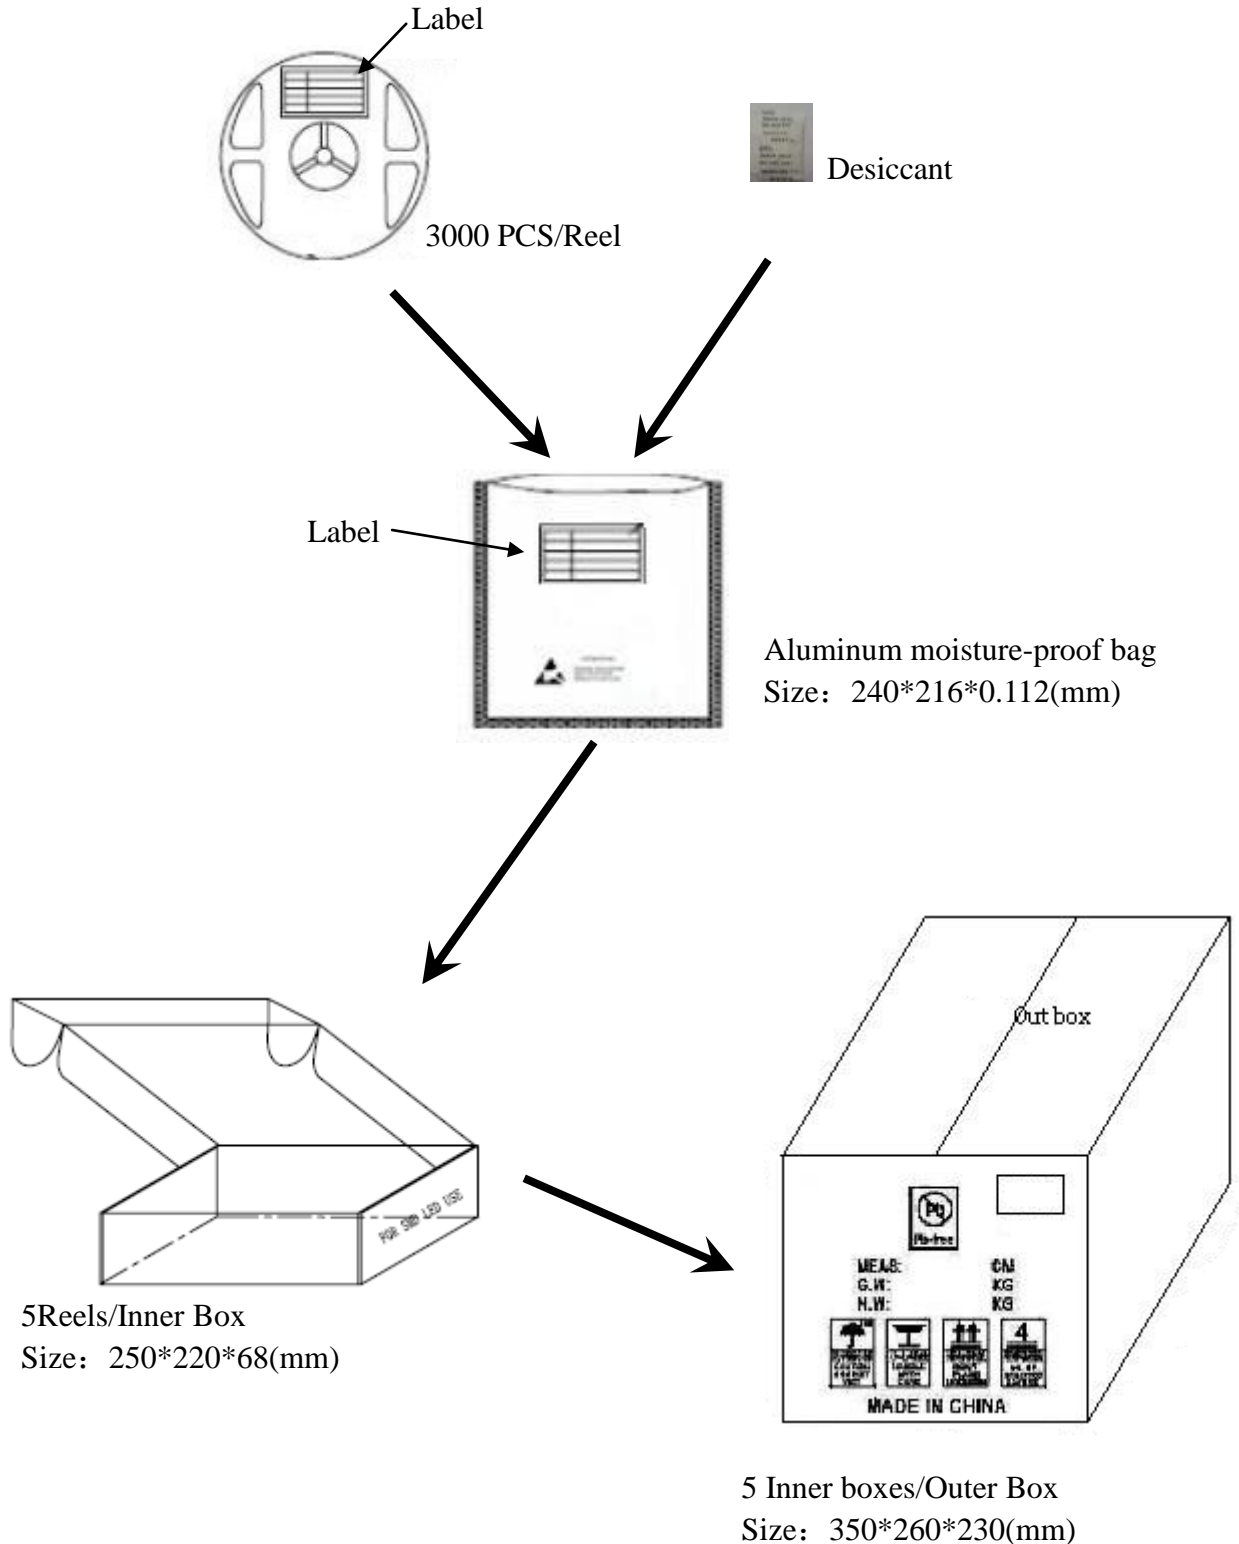 Label
Desiccant
3000 PCS/Reel
Label
Aluminum moisture-proof bag
Size：240*216*0.112(mm)
Out box
FOR SMD LED USE
Pb
Pb-free
MEAS: CM
G.W: KG
N.W: KG
4
MADE IN CHINA
5Reels/Inner Box
Size：250*220*68(mm)
5 Inner boxes/Outer Box
Size：350*260*230(mm)